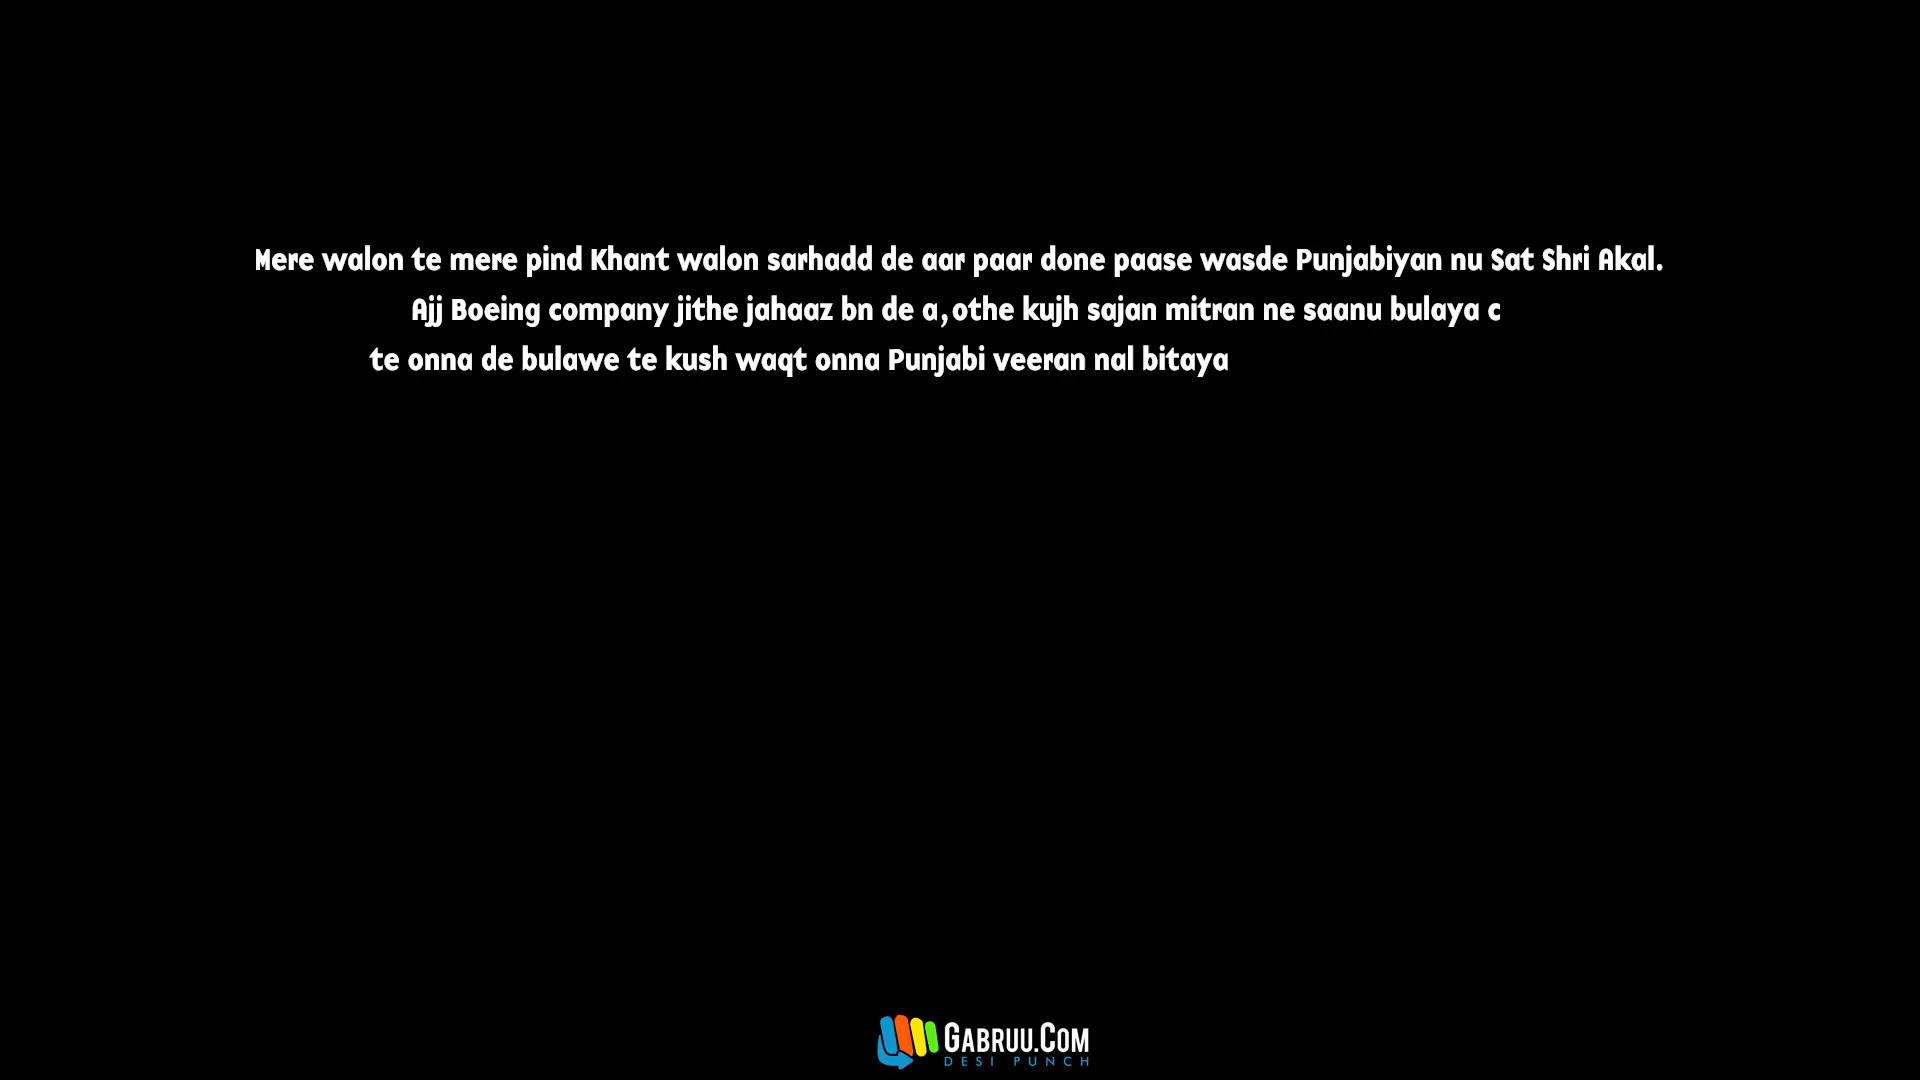 Mere walon te mere pind Khant walon sarhadd de aar paar done paase wasde Punjabiyan nu Sat Shri Akal.
Ajj Boeing company jithe jahaaz bn de a,othe kujh sajan mitran ne saanu bulaya c
te onna de bulawe te kush waqt onna Punjabi veeran nal bitaya
GABRUU.COM
DESI PUNCH